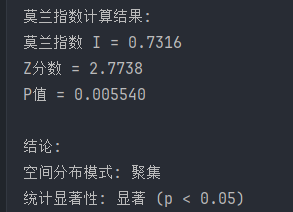 莫兰指数计算结果:
莫兰指数 I = 0.7316
Z分数 = 2.7738
P值 = 0.005540
结论:
空间分布模式: 聚集
统计显著性: 显著 (p < 0.05)